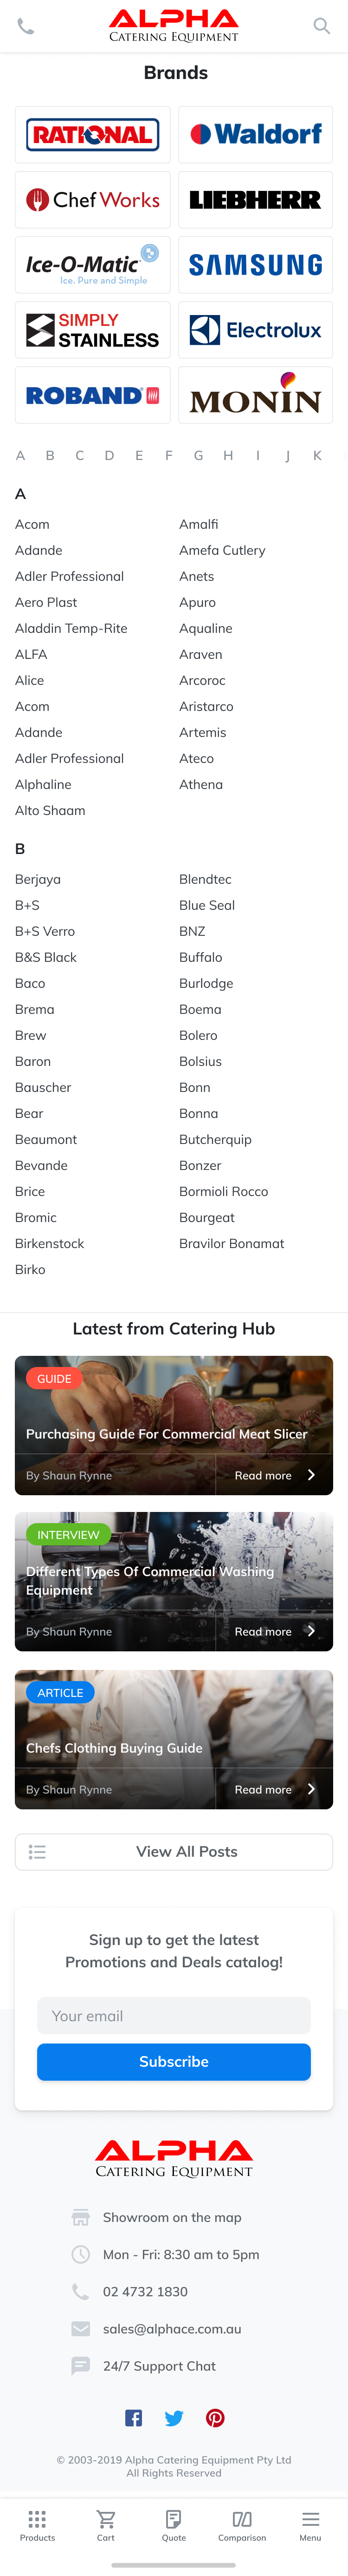 ALPHA
CATERING EQUIPMENT
Brands
RATIONAL
Waldorf
Chef Works
LIEBHERR
Ice-O-Matic
Ice. Pure and Simple
SAMSUNG
SIMPLY
STAINLESS
Electrolux
ROBAND®
MONIN
A B C D E F G H I J K
A
Acom
Amalfi
Adande
Amefa Cutlery
Adler Professional
Anets
Aero Plast
Apuro
Aladdin Temp-Rite
Aqualine
ALFA
Araven
Alice
Arcoroc
Acom
Aristarco
Adande
Artemis
Adler Professional
Ateco
Alphaline
Athena
Alto Shaam
B
Berjaya
Blendtec
B+S
Blue Seal
B+S Verro
BNZ
B&S Black
Buffalo
Baco
Burlodge
Brema
Boema
Brew
Bolero
Baron
Bolsius
Bauscher
Bonn
Bear
Bonna
Beaumont
Butcherquip
Bevande
Bonzer
Brice
Bormioli Rocco
Bromic
Bourgeat
Birkenstock
Bravilor Bonamat
Birko
Latest from Catering Hub
GUIDE
Purchasing Guide For Commercial Meat Slicer
By Shaun Rynne
Read more
INTERVIEW
Different Types Of Commercial Washing
Equipment
By Shaun Rynne
Read more
ARTICLE
Chefs Clothing Buying Guide
By Shaun Rynne
Read more
View All Posts
Sign up to get the latest
Promotions and Deals catalog!
Your email
Subscribe
ALPHA
CATERING EQUIPMENT
Showroom on the map
Mon - Fri: 8:30 am to 5pm
02 4732 1830
sales@alphace.com.au
24/7 Support Chat
© 2003-2019 Alpha Catering Equipment Pty Ltd
All Rights Reserved
Products
Cart
Quote
Comparison
Menu